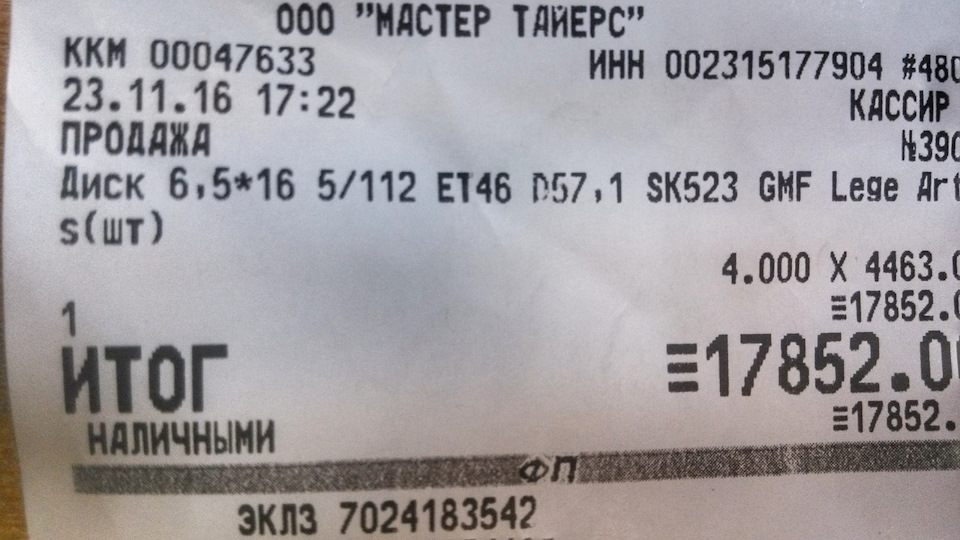 ООО "МАСТЕР ТАЙЕРС"
ККМ 00047633 ИНН 002315177904 #480
23.11.16 17:22 КАССИР
ПРОДАЖА №390
Диск 6,5*16 5/112 ET46 D57,1 SK523 GMF Lege Art
s(шт)
4.000 X 4463.0
1 ≡17852.0
ИТОГ ≡17852.0
НАЛИЧНЫМИ ≡17852.
ФП
ЭКЛЗ 7024183542